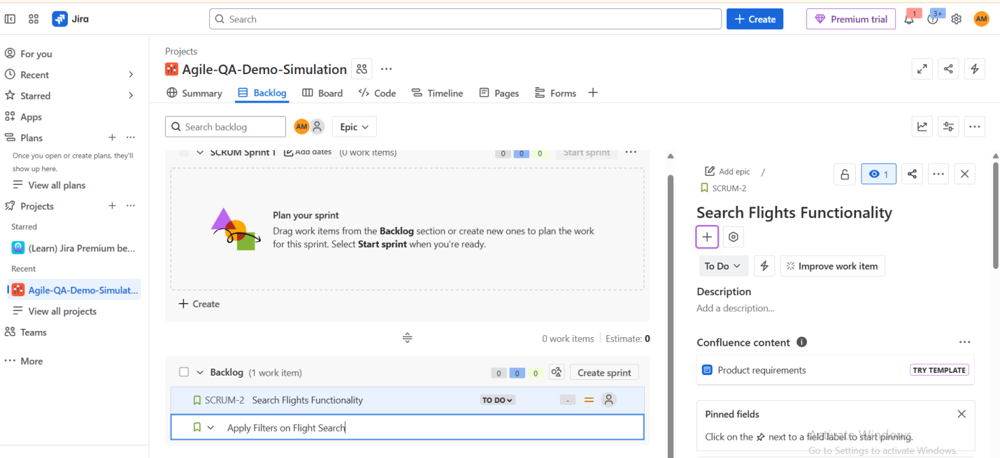 Jira
Search
Create
Premium trial
1
3+
AM
For you
Recent
Starred
Apps
Plans
Once you open or create plans, they'll
show up here.
View all plans
Projects
Starred
(Learn) Jira Premium be...
Recent
Agile-QA-Demo-Simulat...
View all projects
Teams
More
Projects
Agile-QA-Demo-Simulation
Summary
Backlog
Board
Code
Timeline
Pages
Forms
Search backlog
AM
Epic
SCRUM Sprint 1 Add dates (0 work items)
0 0 0
Start sprint
Plan your sprint
Drag work items from the Backlog section or create new ones to plan the work
for this sprint. Select Start sprint when you're ready.
Create
0 work items Estimate: 0
Backlog (1 work item)
0 0 0
Create sprint
SCRUM-2 Search Flights Functionality
TO DO
-
Apply Filters on Flight Search
Add epic /
SCRUM-2
1
Search Flights Functionality
To Do
Improve work item
Description
Add a description...
Confluence content
Product requirements
TRY TEMPLATE
Pinned fields
Click on the next to a field label to start pinning.
Activate Windows
Go to Settings to activate Windows.